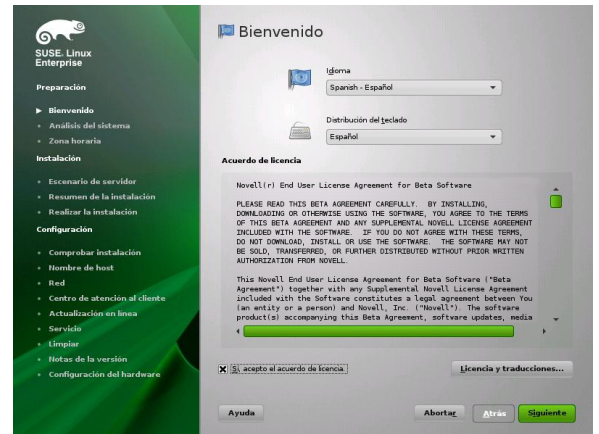 SUSE. Linux
Enterprise
Preparación
Bienvenido
Análisis del sistema
Zona horaria
Instalación
Escenario de servidor
Resumen de la instalación
Realizar la instalación
Configuración
Comprobar instalación
Nombre de host
Red
Centro de atención al cliente
Actualización en línea
Servicio
Limpiar
Notas de la versión
Configuración del hardware
Bienvenido
Idioma
Spanish - Español
Distribución del teclado
Español
Acuerdo de licencia
Novell(r) End User License Agreement for Beta Software
PLEASE READ THIS BETA AGREEMENT CAREFULLY. BY INSTALLING,
DOWNLOADING OR OTHERWISE USING THE SOFTWARE, YOU AGREE TO THE TERMS
OF THIS BETA AGREEMENT AND ANY SUPPLEMENTAL NOVELL LICENSE AGREEMENT
INCLUDED WITH THE SOFTWARE. IF YOU DO NOT AGREE WITH THESE TERMS,
DO NOT DOWNLOAD, INSTALL OR USE THE SOFTWARE. THE SOFTWARE MAY NOT
BE SOLD, TRANSFERRED, OR FURTHER DISTRIBUTED WITHOUT PRIOR WRITTEN
AUTHORIZATION FROM NOVELL.
This Novell End User License Agreement for Beta Software ("Beta
Agreement") together with any Supplemental Novell License Agreement
included with the Software constitutes a legal agreement between You
(an entity or a person) and Novell, Inc. ("Novell"). The software
product(s) accompanying this Beta Agreement, software updates, media
Sí, acepto el acuerdo de licencia.
Licencia y traducciones...
Ayuda
Abortar
Atrás
Siguiente